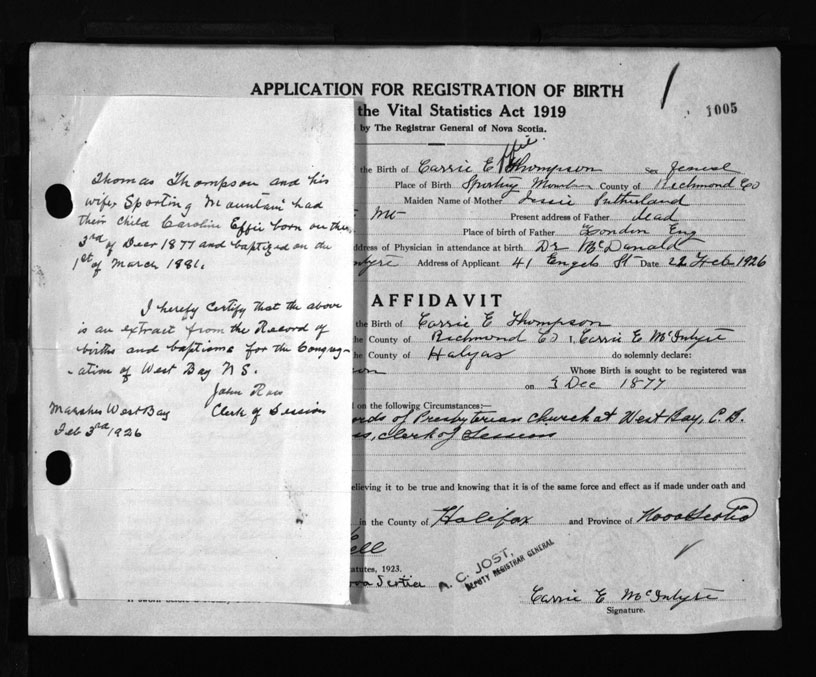 APPLICATION FOR REGISTRATION OF BIRTH
the Vital Statistics Act 1919
by The Registrar General of Nova Scotia.
1005
Thomas Thompson and his
wife Sporting Mountain had
their child Caroline Effie born on the
3rd of Decr 1877 and baptized on the
1st of March 1881.
I hereby certify that the above
is an extract from the Record of
births and baptisms for the Congreg-
-ation of West Bay N S.
John Ross
Clerk of Session
Marshes West Bay
Feb 3rd 1926
Effie
the Birth of Carrie E Thompson Sex female
Place of Birth Sporting Mountain County of Richmond Co
Maiden Name of Mother Jessie Sutherland
Present address of Father dead
Place of birth of Father London Eng
address of Physician in attendance at birth Dr McDonald
Address of Applicant 41 St Date 22 Feb 1926
AFFIDAVIT
the Birth of Carrie E Thompson
the County of Richmond Co I, Carrie E McIntyre
the County of Halifax do solemnly declare:
Whose Birth is sought to be registered was
on 3 Dec 1877
on the following Circumstances:—
of Presbyterian Church at West Bay, C.B.
Clerk of Session
believing it to be true and knowing that it is of the same force and effect as if made under oath and
in the County of Halifax and Province of Nova Scotia
1923.
A. C. JOST,
DEPUTY REGISTRAR GENERAL
Carrie E McIntyre
Signature.